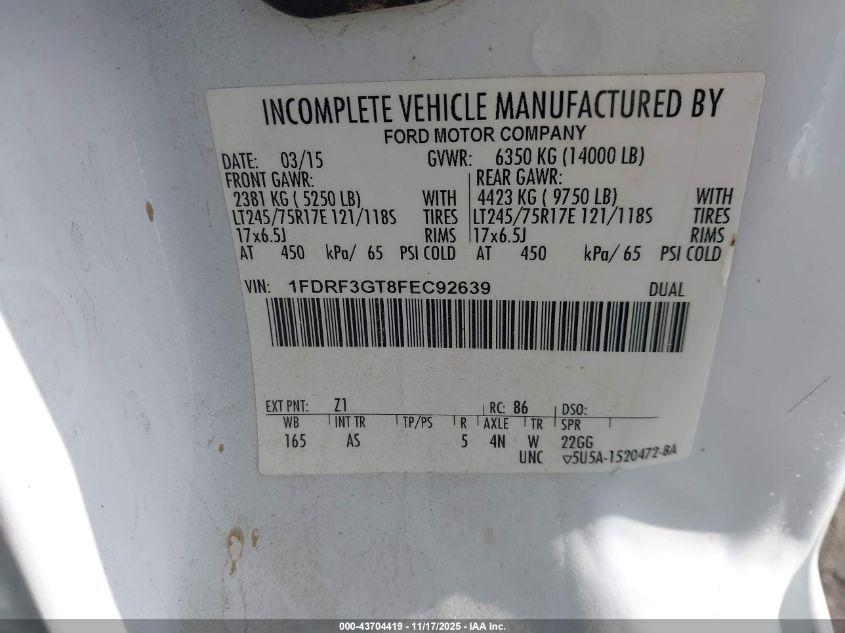 INCOMPLETE VEHICLE MANUFACTURED BY
FORD MOTOR COMPANY
DATE: 03/15 GVWR: 6350 KG (14000 LB)
FRONT GAWR: REAR GAWR:
2381 KG ( 5250 LB) WITH 4423 KG ( 9750 LB) WITH
LT245/75R17E 121/118S TIRES LT245/75R17E 121/118S TIRES
17x6.5J RIMS 17x6.5J RIMS
AT 450 kPa/ 65 PSI COLD AT 450 kPa/ 65 PSI COLD
VIN: 1FDRF3GT8FEC92639 DUAL
EXT PNT: Z1 RC: 86 DSO:
WB INT TR TP/PS R AXLE TR SPR
165 AS 5 4N W 22GG
UNC ▽5U5A-1520472-BA
000-43704419 - 11/17/2025 - IAA Inc.